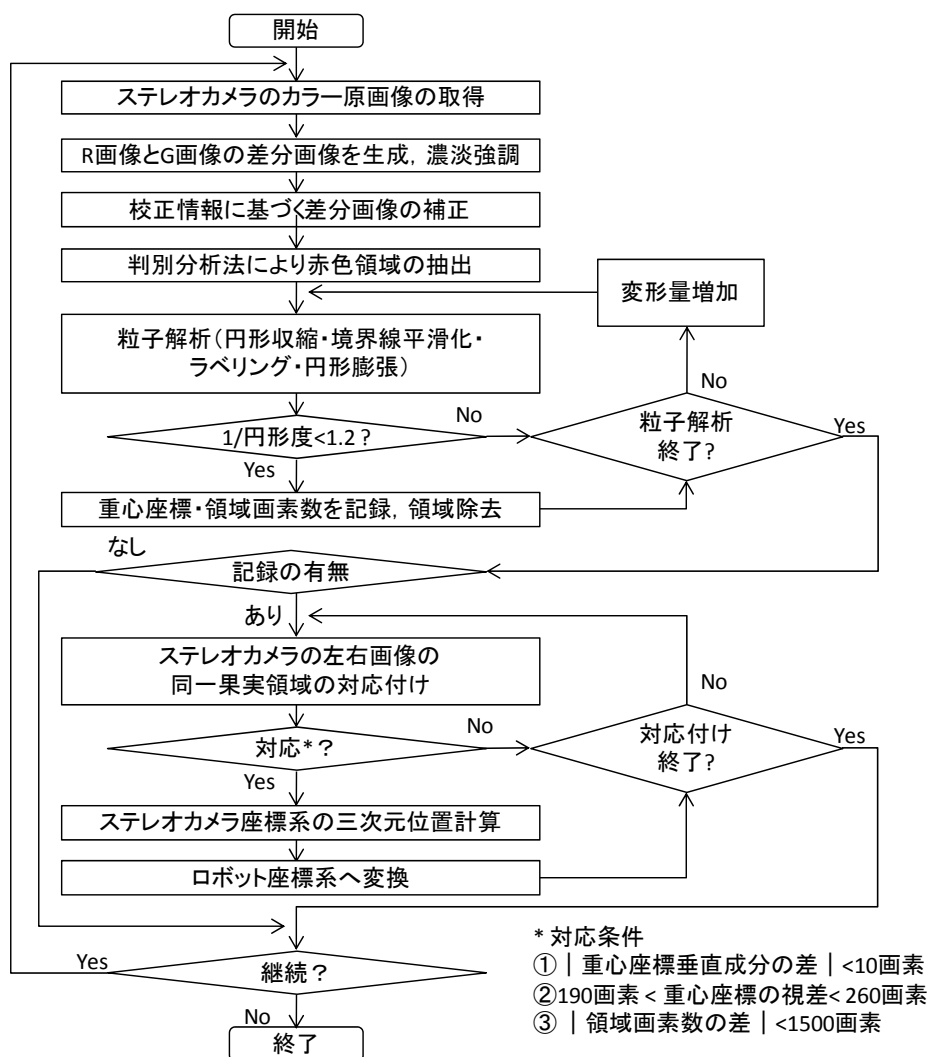 開始
ステレオカメラのカラー原画像の取得
R画像とG画像の差分画像を生成，濃淡強調
校正情報に基づく差分画像の補正
判別分析法により赤色領域の抽出
変形量増加
粒子解析（円形収縮・境界線平滑化・
ラベリング・円形膨張）
No
1/円形度<1.2？
No
粒子解析
終了?
Yes
Yes
重心座標・領域画素数を記録，領域除去
なし
記録の有無
あり
ステレオカメラの左右画像の
同一果実領域の対応付け
No
対応*？
No
対応付け
終了?
Yes
Yes
ステレオカメラ座標系の三次元位置計算
ロボット座標系へ変換
* 対応条件
①｜重心座標垂直成分の差｜<10画素
②190画素 < 重心座標の視差< 260画素
③｜領域画素数の差｜<1500画素
Yes
継続？
No
終了